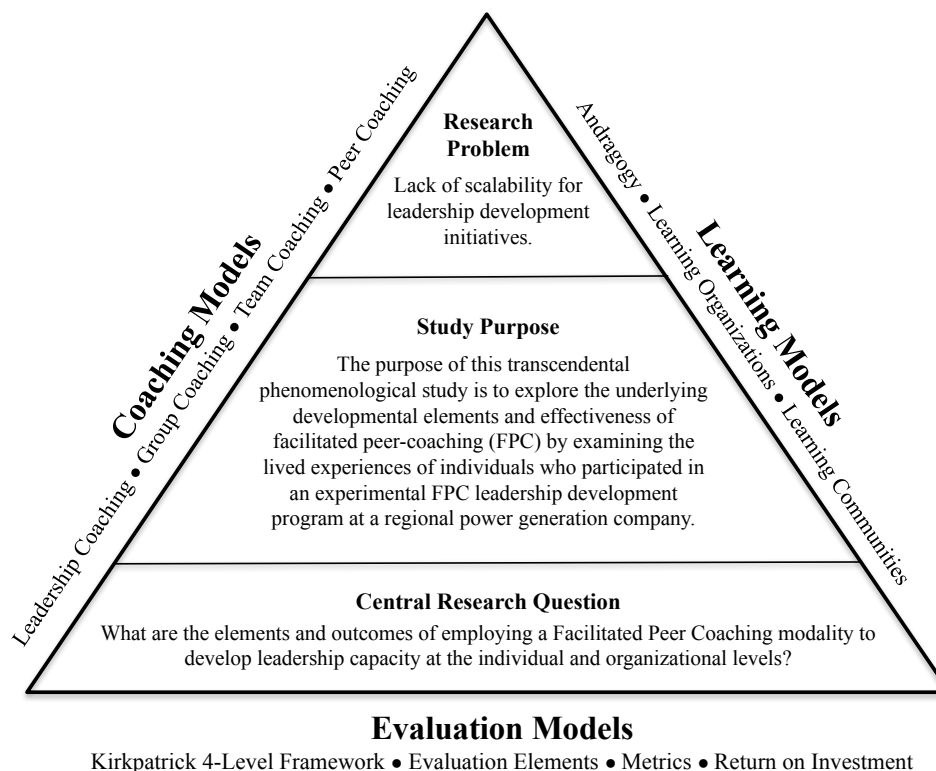 Research
Problem
Lack of scalability for
leadership development
initiatives.
Study Purpose
The purpose of this transcendental
phenomenological study is to explore the underlying
developmental elements and effectiveness of
facilitated peer-coaching (FPC) by examining the
lived experiences of individuals who participated in
an experimental FPC leadership development
program at a regional power generation company.
Central Research Question
What are the elements and outcomes of employing a Facilitated Peer Coaching modality to
develop leadership capacity at the individual and organizational levels?
Coaching Models
Leadership Coaching ● Group Coaching ● Team Coaching ● Peer Coaching
Learning Models
Andragogy ● Learning Organizations ● Learning Communities
Evaluation Models
Kirkpatrick 4-Level Framework ● Evaluation Elements ● Metrics ● Return on Investment